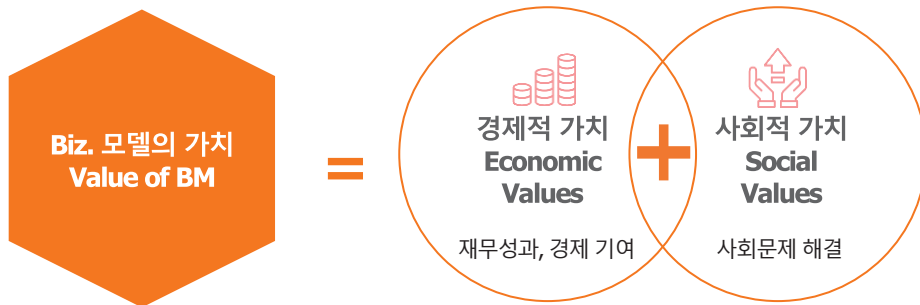 Biz. 모델의 가치
Value of BM
=
경제적 가치
Economic
Values
재무성과, 경제 기여
+
사회적 가치
Social
Values
사회문제 해결